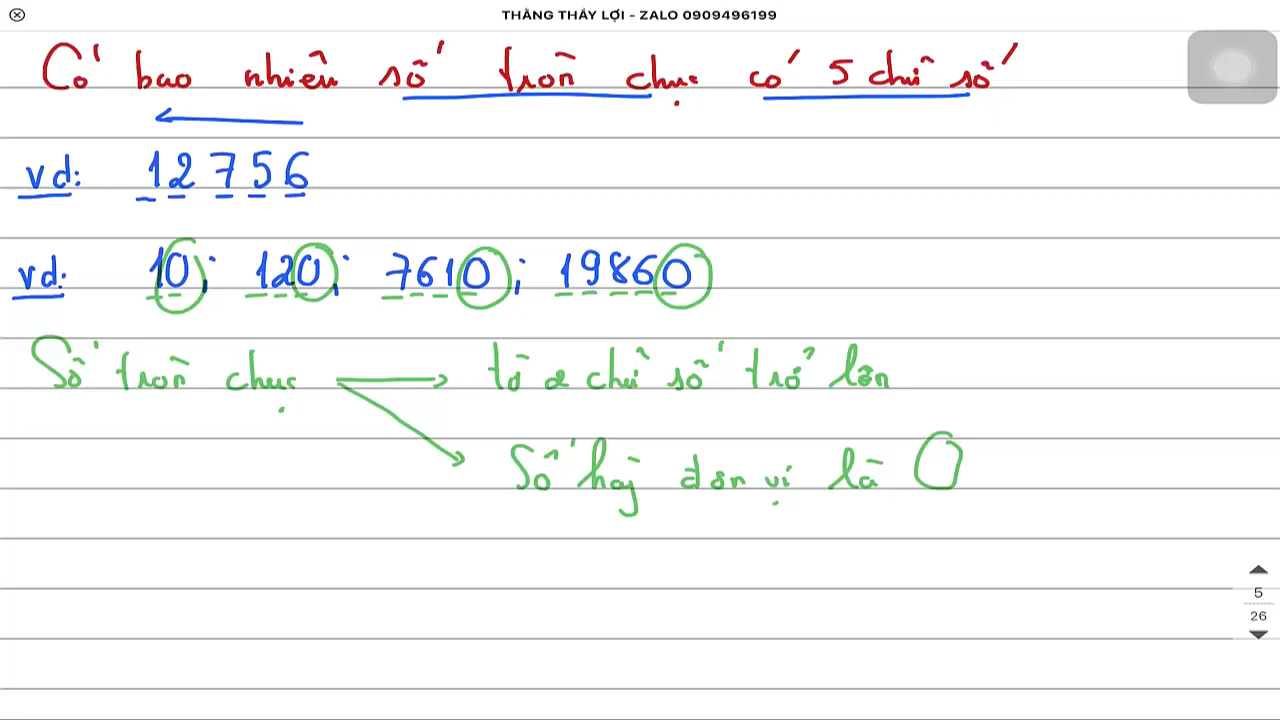 THẮNG THẦY LỢI - ZALO 0909496199
Có bao nhiêu số tròn chục có 5 chữ số
vd: 12756
vd: 10; 120; 7610; 19860
Số tròn chục từ 2 chữ số trở lên
Số hàng đơn vị là 0
5
26